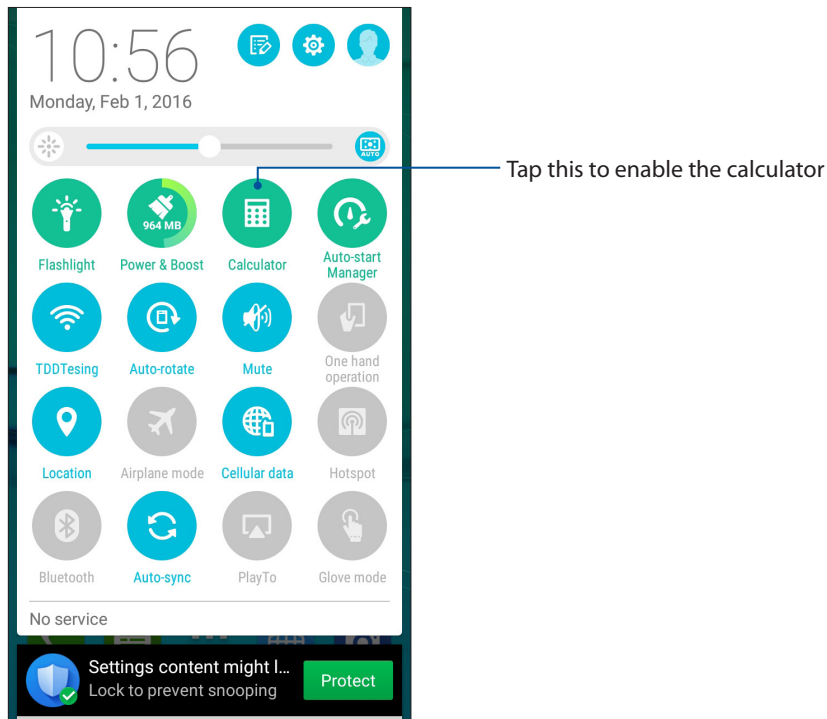 10:56
Monday, Feb 1, 2016
AUTO
Tap this to enable the calculator
964 MB
Flashlight
Power & Boost
Calculator
Auto-start
Manager
TDDTesing
Auto-rotate
Mute
One hand
operation
Location
Airplane mode
Cellular data
Hotspot
Bluetooth
Auto-sync
PlayTo
Glove mode
No service
Settings content might l...
Lock to prevent snooping
Protect